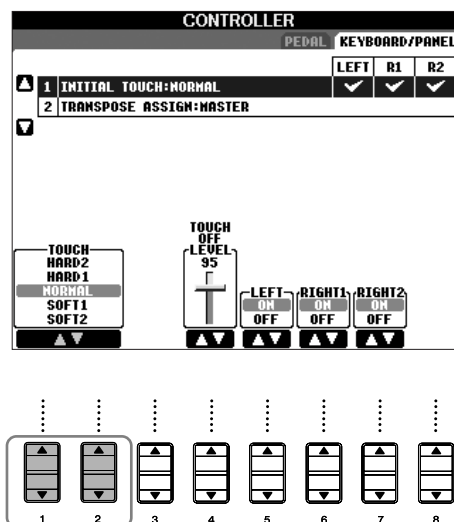 CONTROLLER
PEDAL KEYBOARD/PANEL
LEFT R1 R2
1 INITIAL TOUCH:NORMAL
2 TRANSPOSE ASSIGN:MASTER
TOUCH
HARD2
HARD1
NORMAL
SOFT1
SOFT2
TOUCH
OFF
LEVEL
95
LEFT
ON
OFF
RIGHT1
ON
OFF
RIGHT2
ON
OFF
1 2 3 4 5 6 7 8